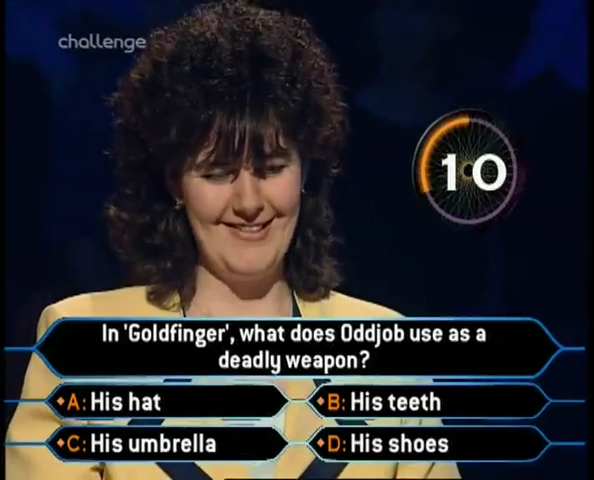 challenge
10
In 'Goldfinger', what does Oddjob use as a
deadly weapon?
A: His hat
B: His teeth
C: His umbrella
D: His shoes